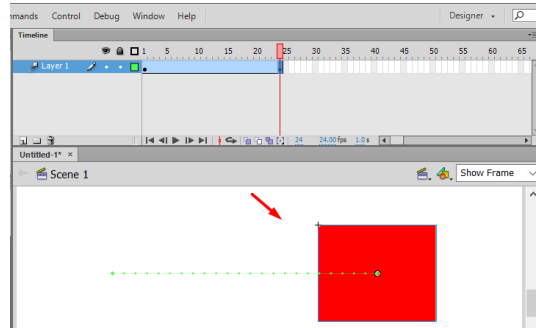 mmands Control Debug Window Help Designer
Timeline
1 5 10 15 20 25 30 35 40 45 50 55 60 65
Layer 1
24 24.00 fps 1.0 s
Untitled-1* ×
Scene 1 Show Frame